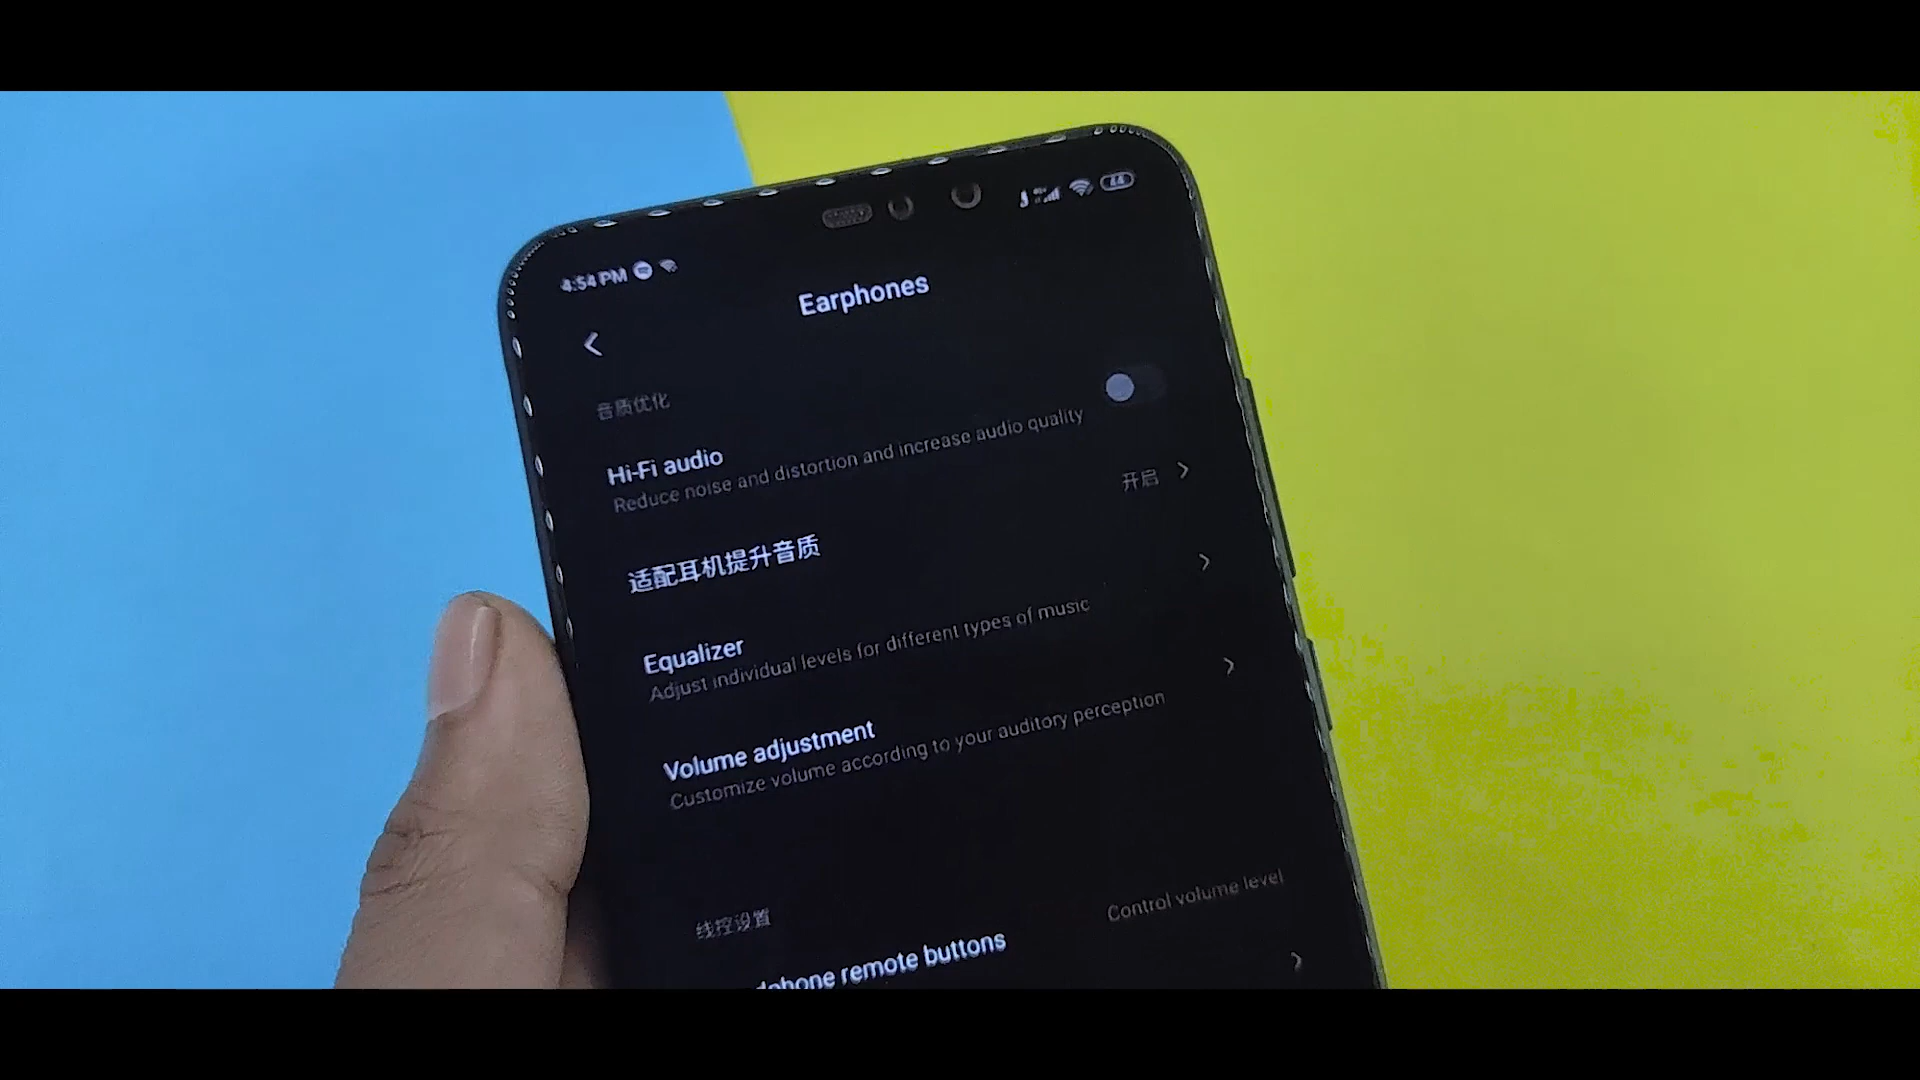 4:54 PM
44
Earphones
音质优化
Hi-Fi audio
Reduce noise and distortion and increase audio quality
适配耳机提升音质
开启
Equalizer
Adjust individual levels for different types of music
Volume adjustment
Customize volume according to your auditory perception
线控设置
phone remote buttons
Control volume level